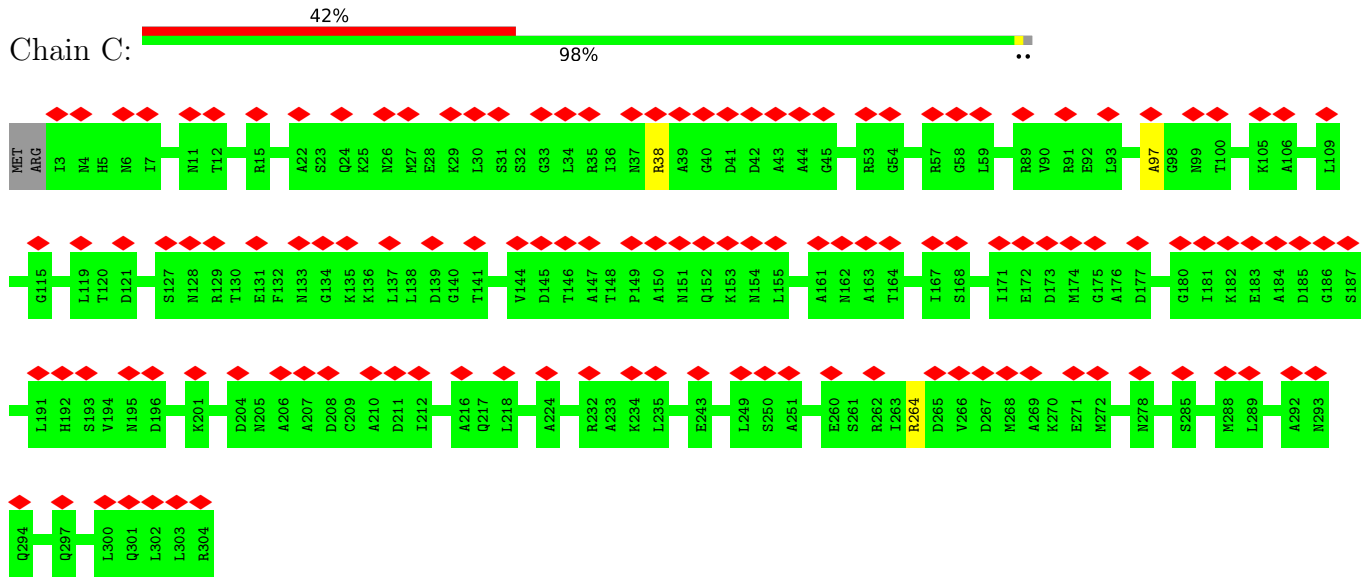 42%
Chain C:
98%
••
MET ARG I3 N4 H5 N6 I7 N11 T12 R15 A22 S23 Q24 K25 N26 M27 E28 K29 L30 S31 S32 G33 L34 R35 I36 N37 R38 A39 G40 D41 D42 A43 A44 G45 R53 G54 R57 G58 L59 R89 V90 R91 E92 L93 A97 G98 N99 T100 K105 A106 L109
G115 L119 T120 D121 S127 N128 R129 T130 E131 F132 N133 G134 K135 K136 L137 L138 D139 G140 T141 V144 D145 T146 A147 T148 P149 A150 N151 Q152 K153 N154 L155 A161 N162 A163 T164 I167 S168 I171 E172 D173 M174 G175 A176 D177 G180 I181 K182 E183 A184 D185 G186 S187
L191 H192 S193 V194 N195 D196 K201 D204 N205 A206 A207 D208 C209 A210 D211 I212 A216 Q217 L218 A224 R232 A233 K234 L235 E243 L249 S250 A251 E260 S261 R262 I263 R264 D265 V266 D267 M268 A269 K270 E271 M272 N278 S285 M288 L289 A292 N293
Q294 Q297 L300 Q301 L302 L303 R304